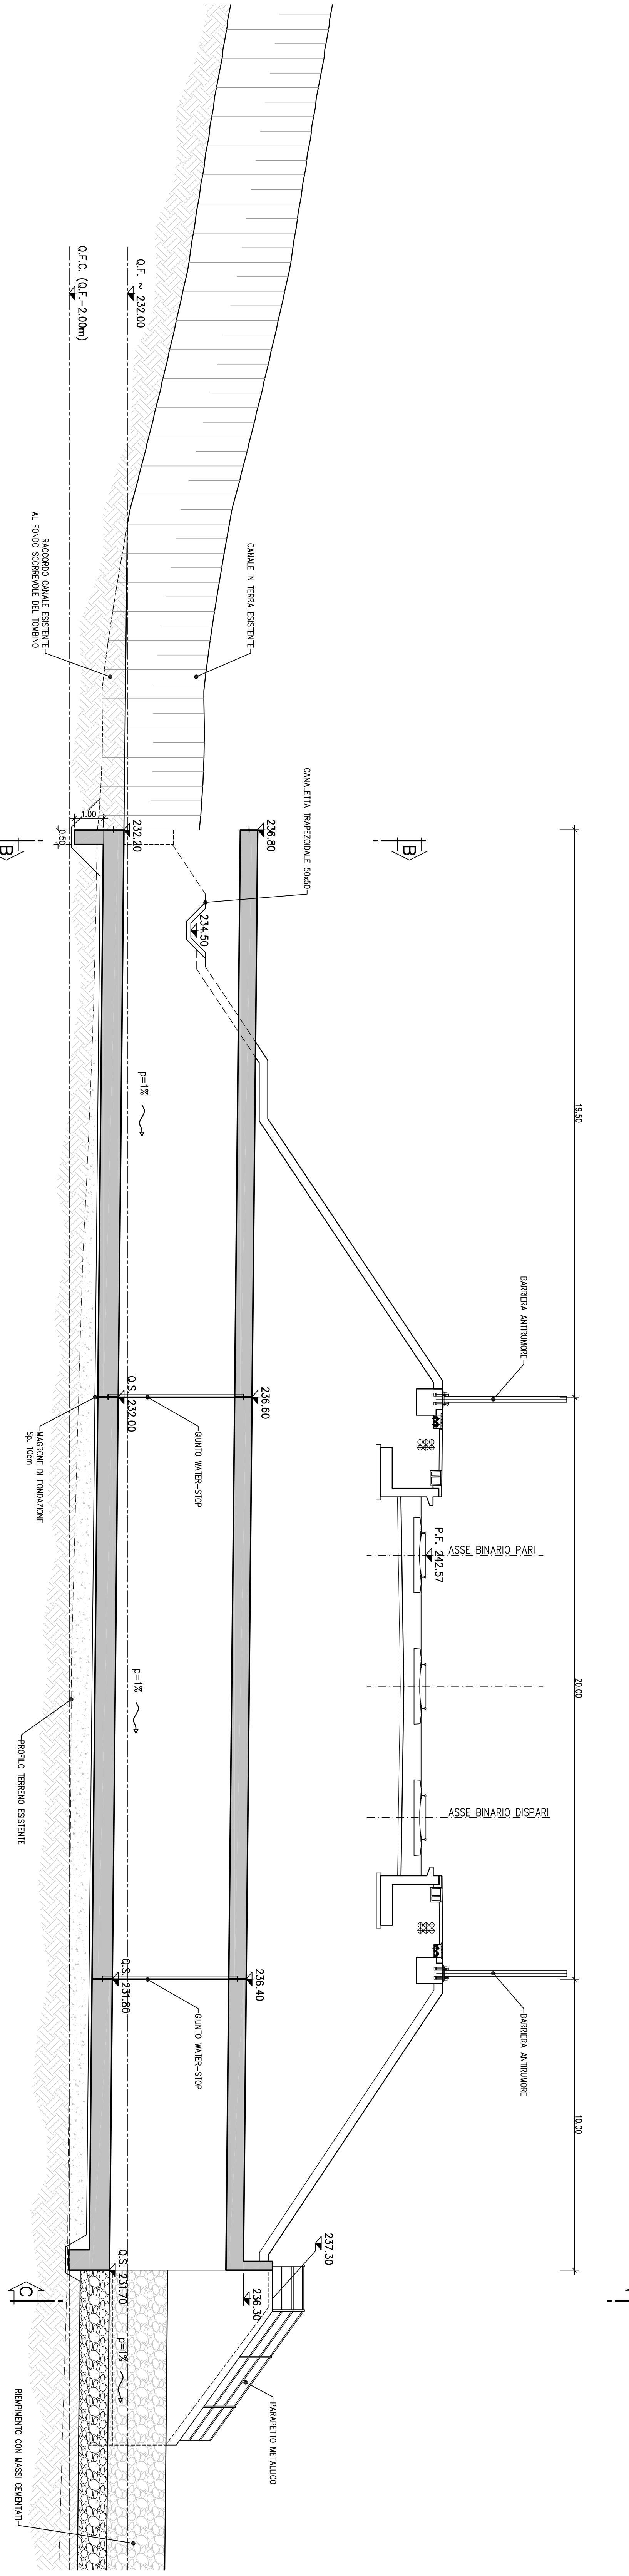 Q.F. ~ 232.00
Q.F.C. (Q.F.-2.00m)
CANALE IN TERRA ESISTENTE
RACCORDO CANALE ESISTENTE
AL FONDO SCORREVOLE DEL TOMBINO
CANALETTA TRAPEZOIDALE 50x50
1.00
0.50
232.20
236.80
234.50
B
B
19.50
p=1%
BARRIERA ANTIRUMORE
236.60
Q.S. 232.00
GIUNTO WATER-STOP
MAGRONE DI FONDAZIONE
Sp. 10cm
ASSE BINARIO PARI
P.F. 242.57
20.00
p=1%
PROFILO TERRENO ESISTENTE
ASSE BINARIO DISPARI
BARRIERA ANTIRUMORE
236.40
Q.S. 231.80
GIUNTO WATER-STOP
10.00
237.30
236.30
Q.S. 231.70
p=1%
C
PARAPETTO METALLICO
RIEMPIMENTO CON MASSI CEMENTATI